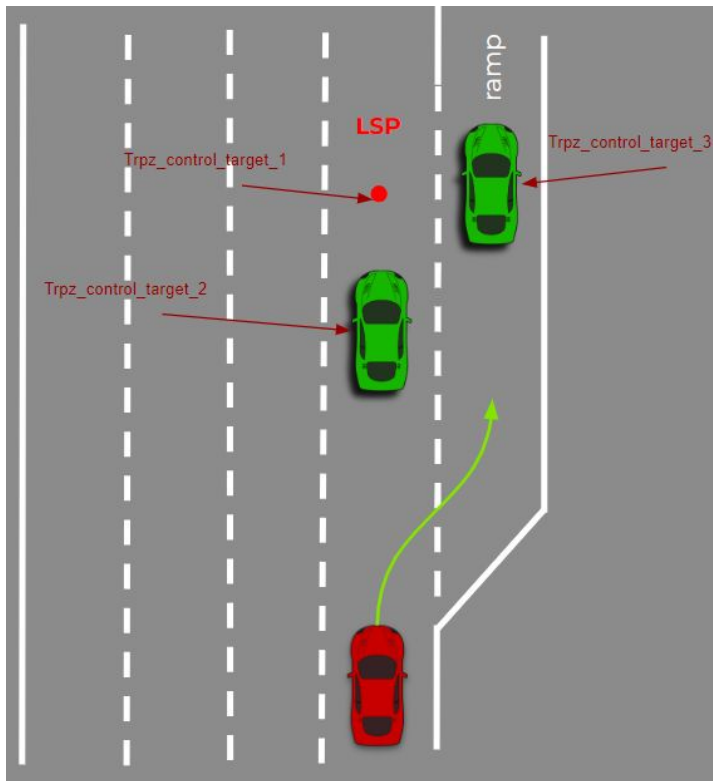 ramp
LSP
Trpz_control_target_3
Trpz_control_target_1
Trpz_control_target_2